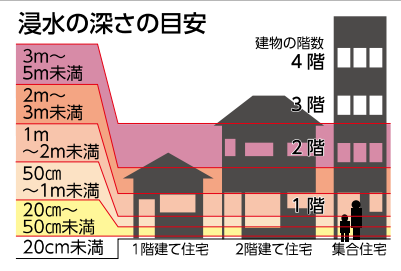 浸水の深さの目安
3m〜
5m未満
2m〜
3m未満
1m
〜2m未満
50㎝
〜1m未満
20㎝〜
50㎝未満
20cm未満
建物の階数
4階
3階
2階
1階
1階建て住宅
2階建て住宅
集合住宅